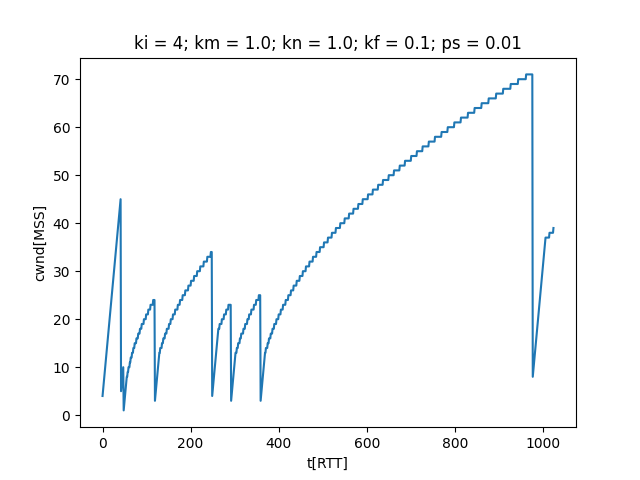 ki = 4; km = 1.0; kn = 1.0; kf = 0.1; ps = 0.01
70
60
50
40
30
20
10
0
cwnd[MSS]
0 200 400 600 800 1000
t[RTT]